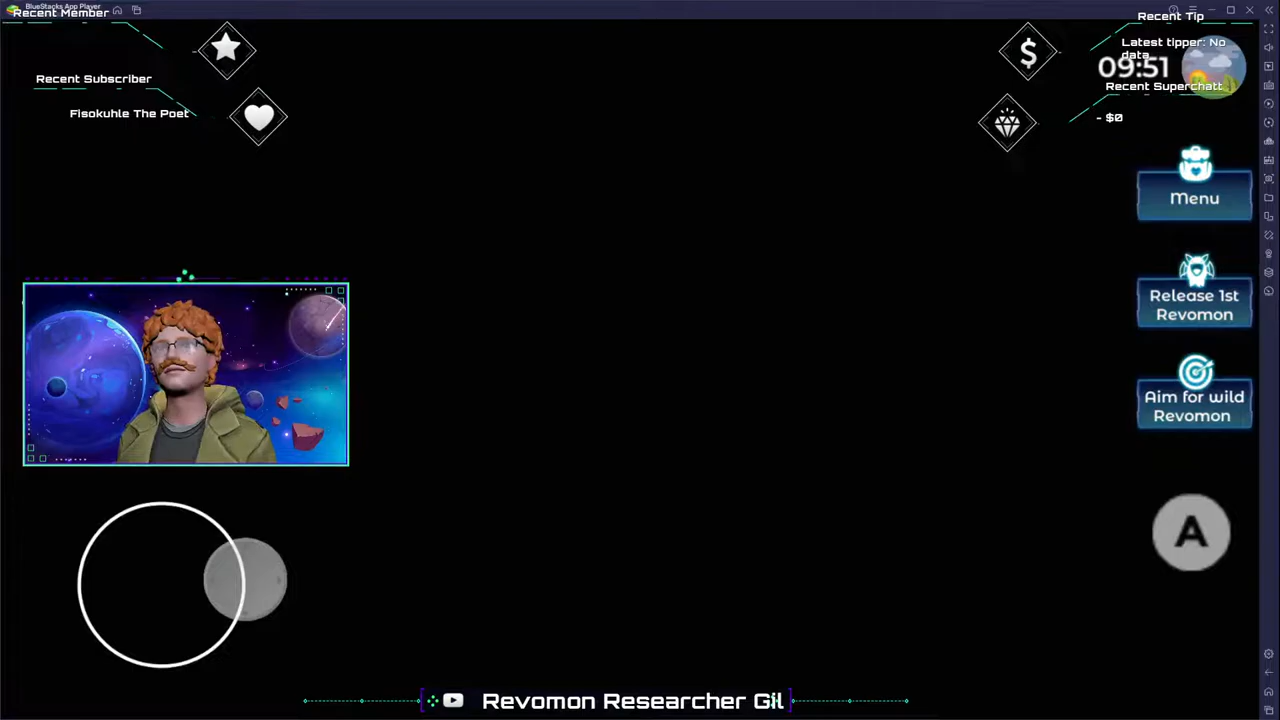 BlueStacks App Player
Recent Member
Recent Subscriber
Fisokuhle The Poet
Recent Tip
Latest tipper: No
data
09:51
Recent Superchatt
- $0
Menu
Release 1st
Revomon
Aim for wild
Revomon
A
Revomon Researcher Gil